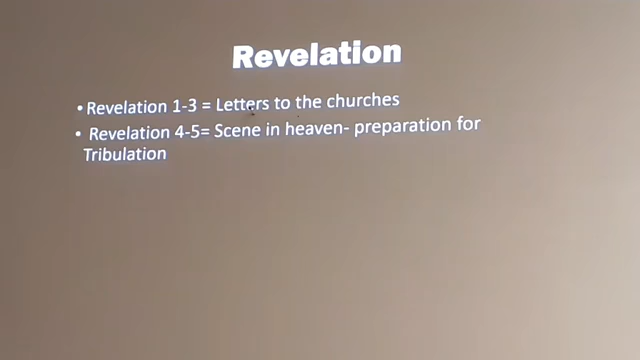 Revelation
• Revelation 1-3 = Letters to the churches
• Revelation 4-5= Scene in heaven- preparation for
Tribulation